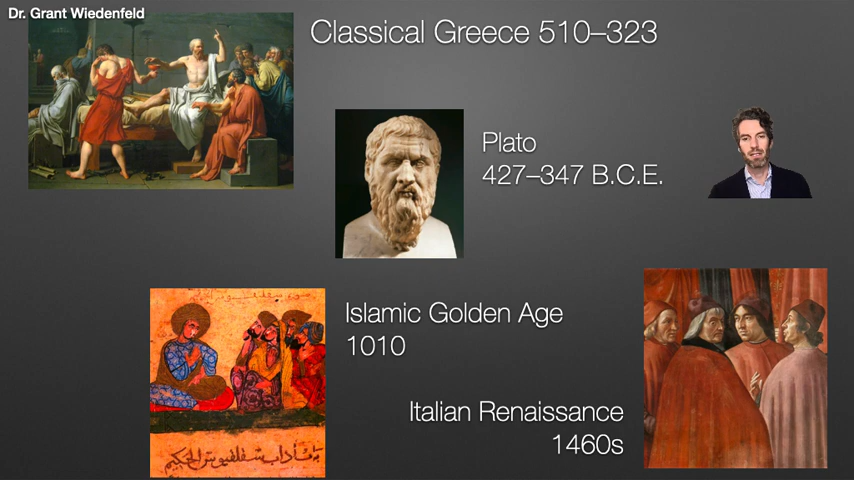 Dr. Grant Wiedenfeld
Classical Greece 510–323
Plato
427–347 B.C.E.
Islamic Golden Age
1010
Italian Renaissance
1460s